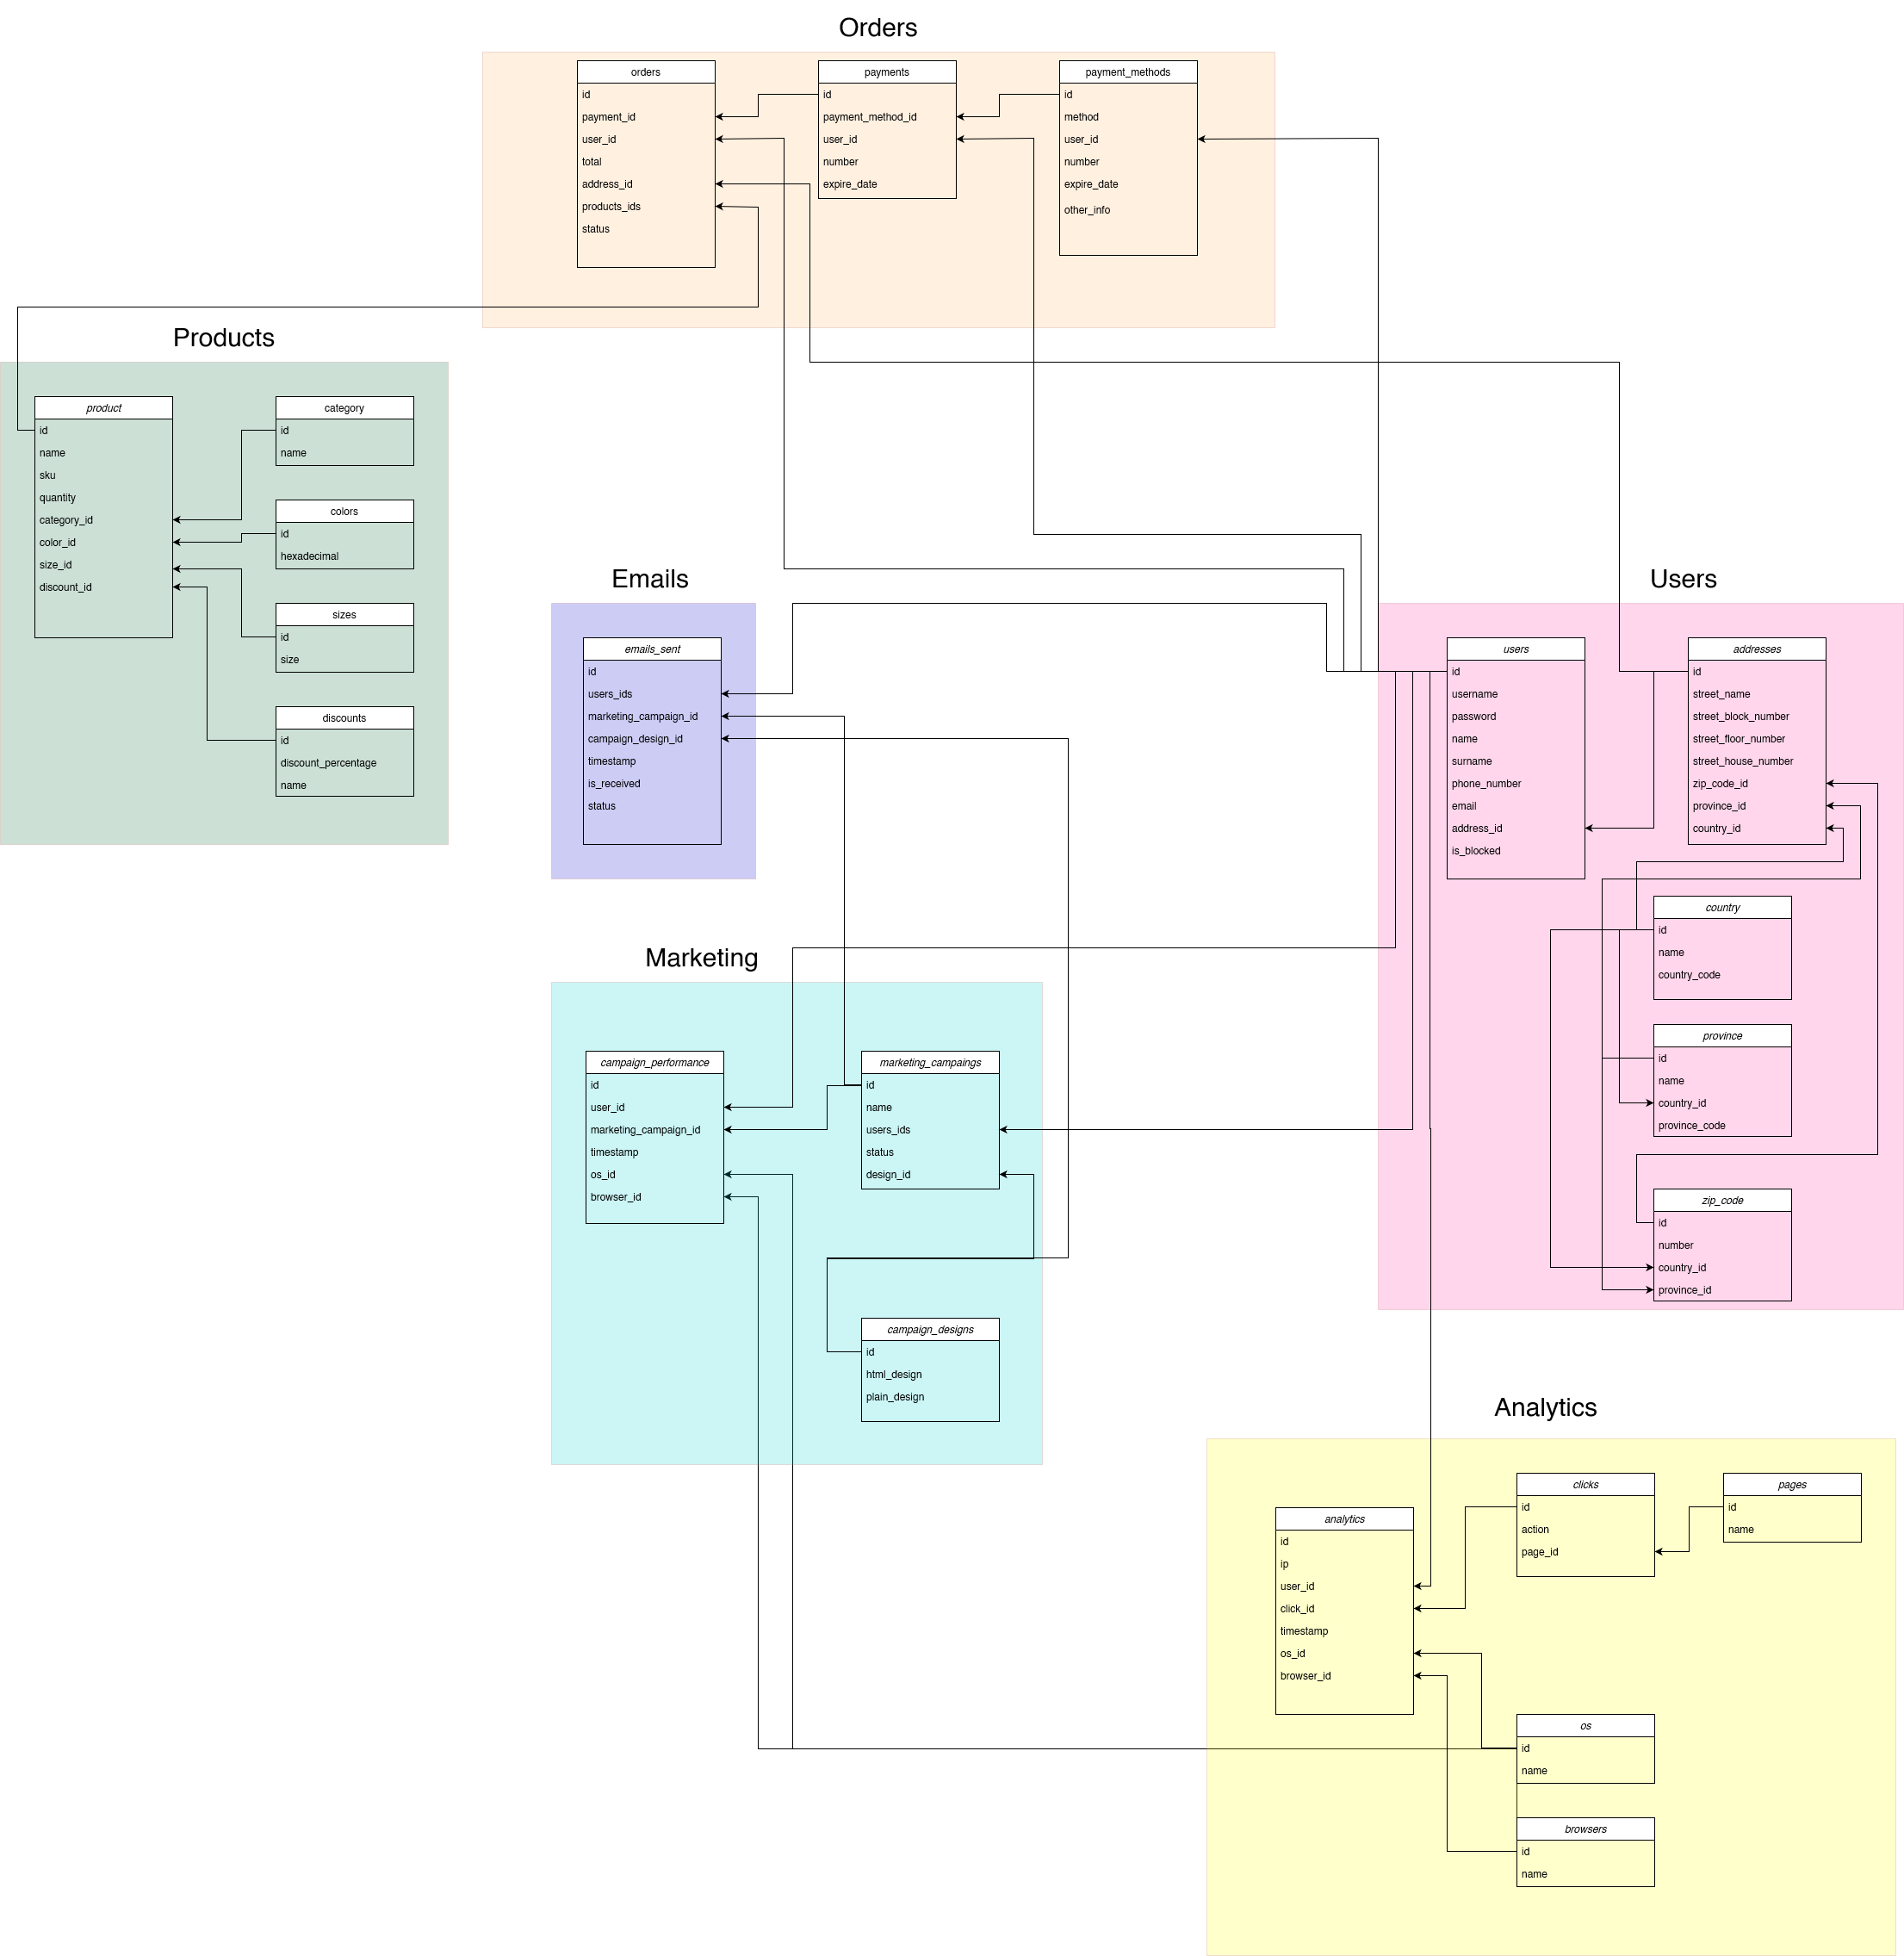 Orders
orders
id
payment_id
user_id
total
address_id
products_ids
status
payments
id
payment_method_id
user_id
number
expire_date
payment_methods
id
method
user_id
number
expire_date
other_info
Products
product
id
name
sku
quantity
category_id
color_id
size_id
discount_id
category
id
name
colors
id
hexadecimal
sizes
id
size
discounts
id
discount_percentage
name
Emails
emails_sent
id
users_ids
marketing_campaign_id
campaign_design_id
timestamp
is_received
status
Users
users
id
username
password
name
surname
phone_number
email
address_id
is_blocked
addresses
id
street_name
street_block_number
street_floor_number
street_house_number
zip_code_id
province_id
country_id
country
id
name
country_code
province
id
name
country_id
province_code
zip_code
id
number
country_id
province_id
Marketing
campaign_performance
id
user_id
marketing_campaign_id
timestamp
os_id
browser_id
marketing_campaings
id
name
users_ids
status
design_id
campaign_designs
id
html_design
plain_design
Analytics
analytics
id
ip
user_id
click_id
timestamp
os_id
browser_id
clicks
id
action
page_id
pages
id
name
os
id
name
browsers
id
name